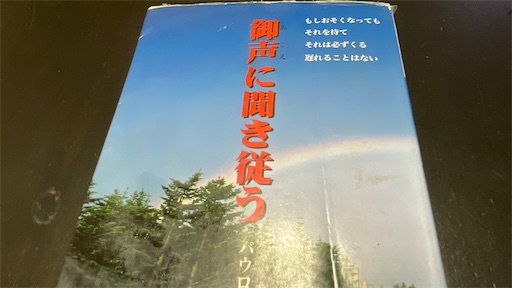 もしおそくなっても
それを待て
それは必ずくる
遅れることはない
御声に聞き従う
パウロ